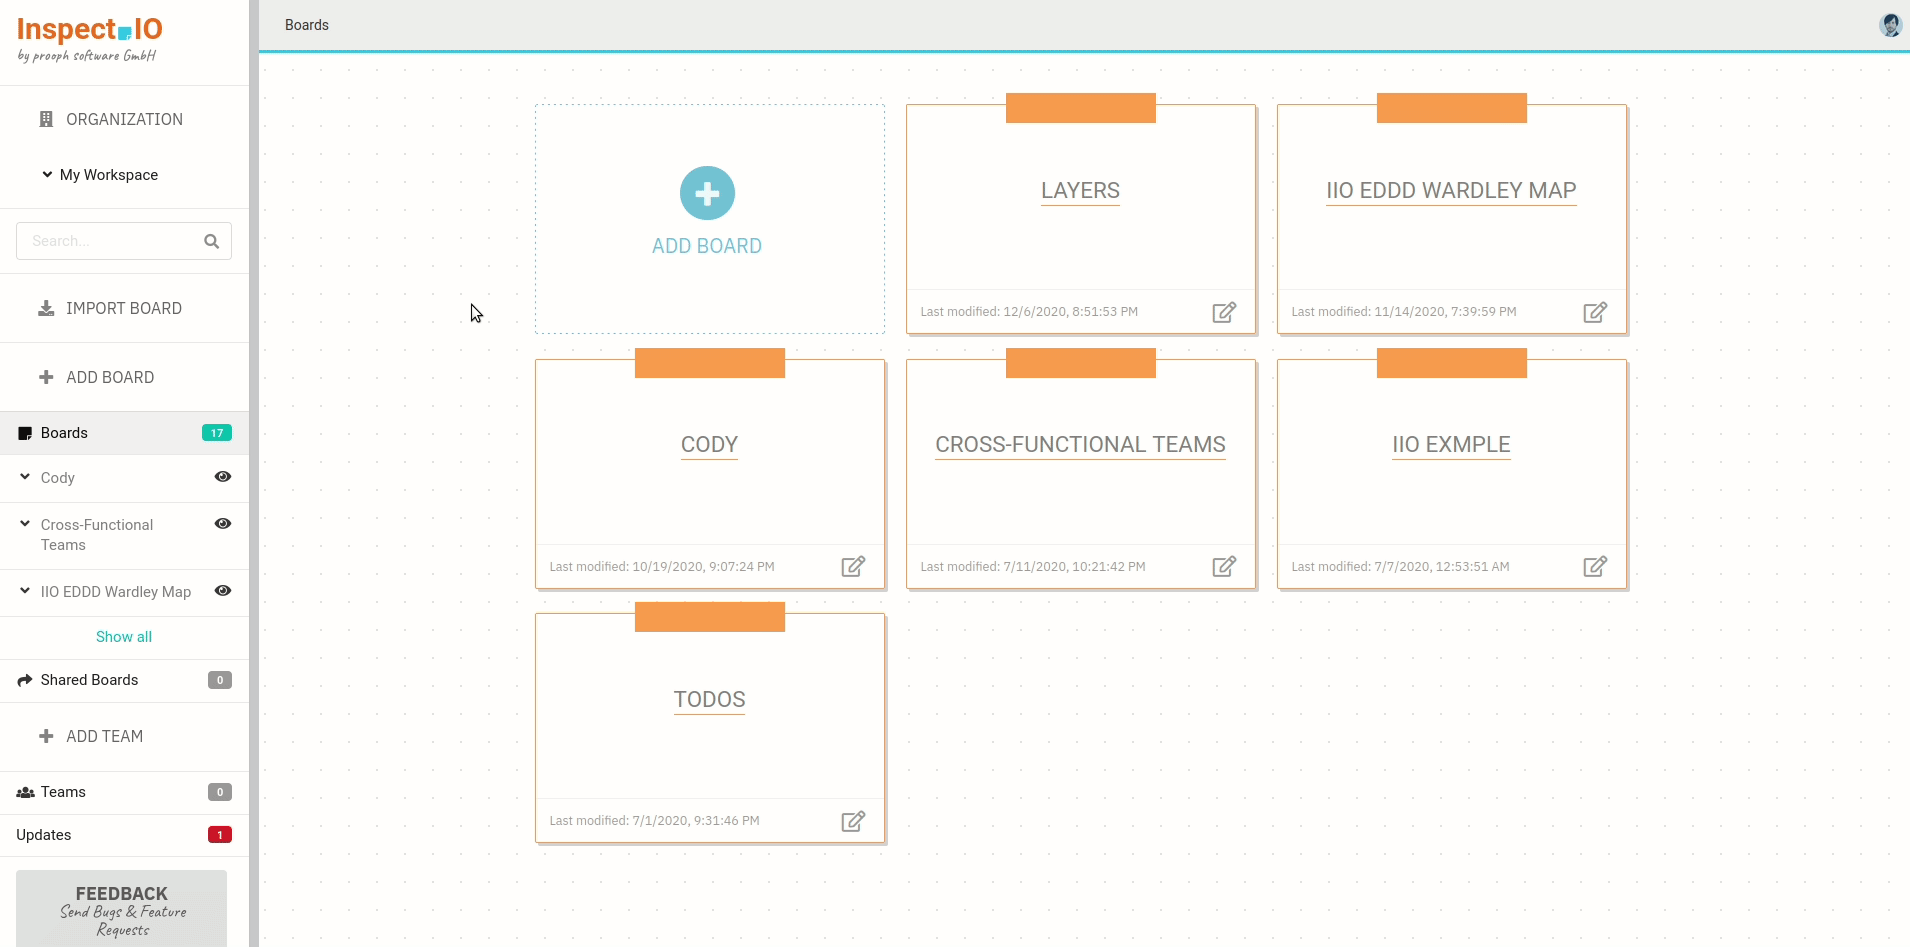 Inspect IO
by prooph software GmbH
ORGANIZATION
My Workspace
Search...
IMPORT BOARD
ADD BOARD
Boards 17
Cody
Cross-Functional
Teams
IIO EDDD Wardley Map
Show all
Shared Boards 0
ADD TEAM
Teams 0
Updates 1
FEEDBACK
Send Bugs & Feature
Requests
Boards
ADD BOARD
LAYERS
Last modified: 12/6/2020, 8:51:53 PM
IIO EDDD WARDLEY MAP
Last modified: 11/14/2020, 7:39:59 PM
CODY
Last modified: 10/19/2020, 9:07:24 PM
CROSS-FUNCTIONAL TEAMS
Last modified: 7/11/2020, 10:21:42 PM
IIO EXMPLE
Last modified: 7/7/2020, 12:53:51 AM
TODOS
Last modified: 7/1/2020, 9:31:46 PM